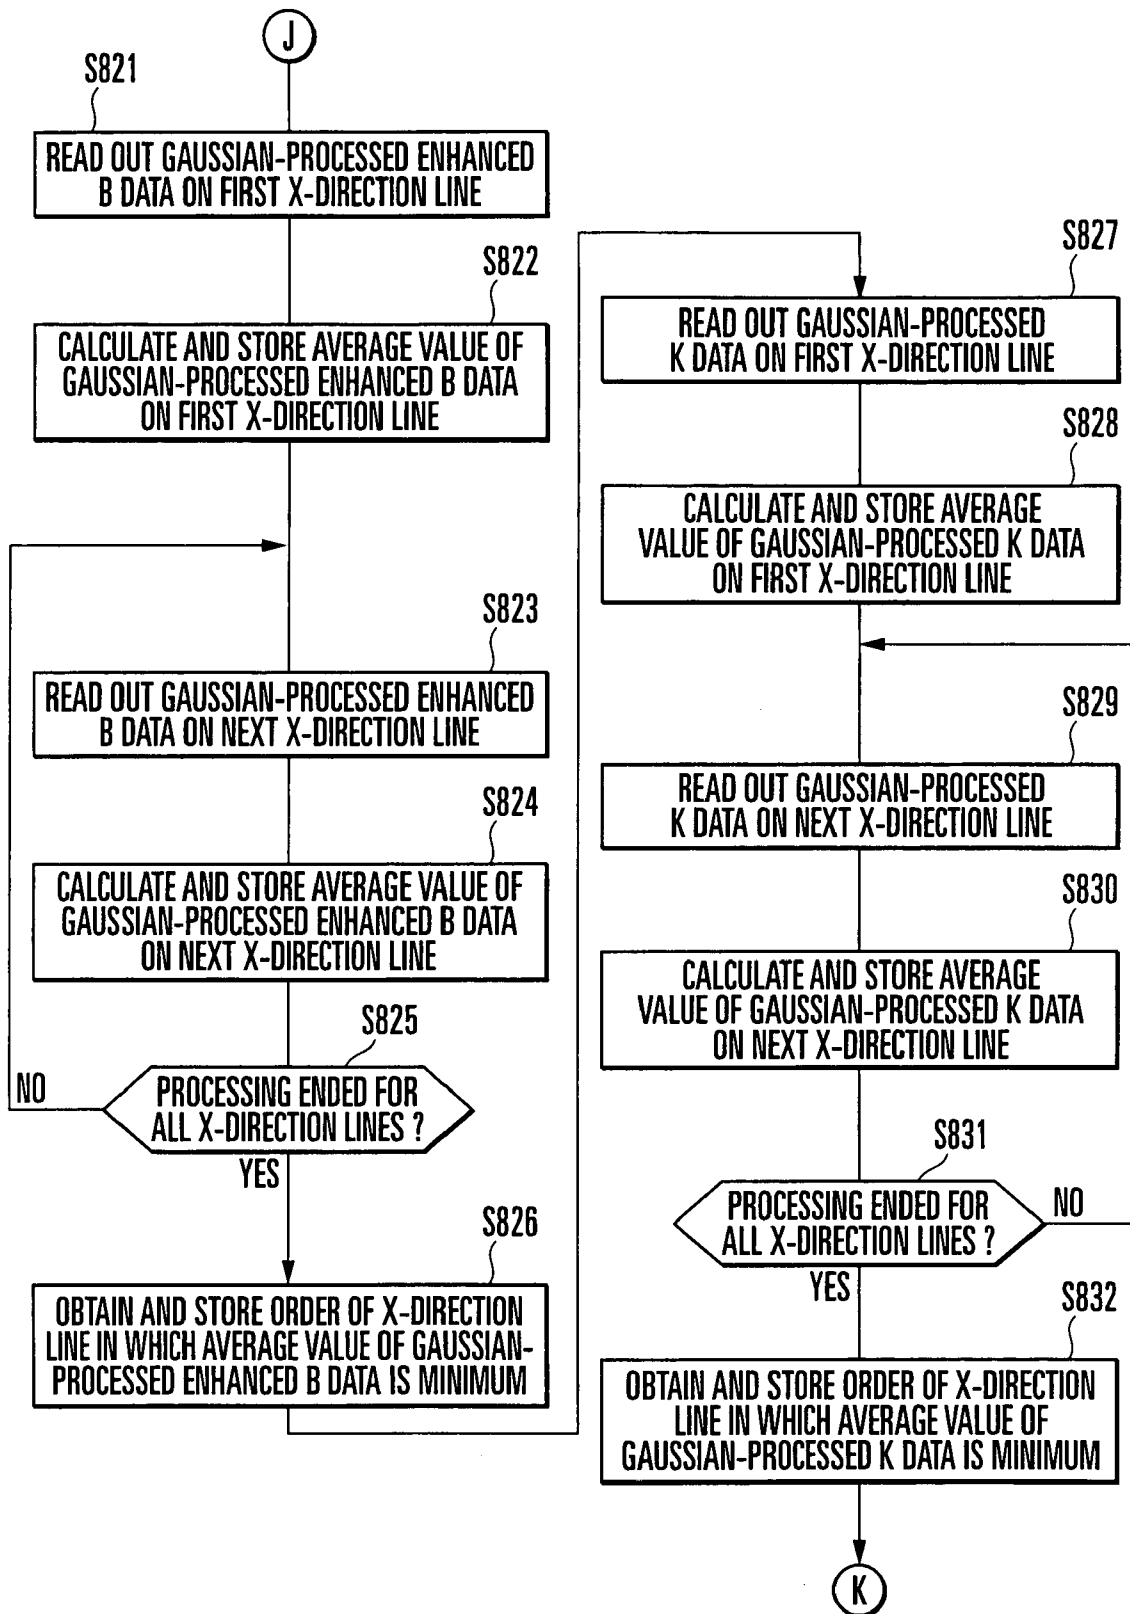 J
S821
READ OUT GAUSSIAN-PROCESSED ENHANCED
B DATA ON FIRST X-DIRECTION LINE
S822
CALCULATE AND STORE AVERAGE VALUE OF
GAUSSIAN-PROCESSED ENHANCED B DATA
ON FIRST X-DIRECTION LINE
S823
READ OUT GAUSSIAN-PROCESSED ENHANCED
B DATA ON NEXT X-DIRECTION LINE
S824
CALCULATE AND STORE AVERAGE VALUE OF
GAUSSIAN-PROCESSED ENHANCED B DATA
ON NEXT X-DIRECTION LINE
S825
PROCESSING ENDED FOR
ALL X-DIRECTION LINES ?
NO
YES
S826
OBTAIN AND STORE ORDER OF X-DIRECTION
LINE IN WHICH AVERAGE VALUE OF GAUSSIAN-
PROCESSED ENHANCED B DATA IS MINIMUM
S827
READ OUT GAUSSIAN-PROCESSED
K DATA ON FIRST X-DIRECTION LINE
S828
CALCULATE AND STORE AVERAGE
VALUE OF GAUSSIAN-PROCESSED K DATA
ON FIRST X-DIRECTION LINE
S829
READ OUT GAUSSIAN-PROCESSED
K DATA ON NEXT X-DIRECTION LINE
S830
CALCULATE AND STORE AVERAGE
VALUE OF GAUSSIAN-PROCESSED K DATA
ON NEXT X-DIRECTION LINE
S831
PROCESSING ENDED FOR
ALL X-DIRECTION LINES ?
NO
YES
S832
OBTAIN AND STORE ORDER OF X-DIRECTION
LINE IN WHICH AVERAGE VALUE OF
GAUSSIAN-PROCESSED K DATA IS MINIMUM
K